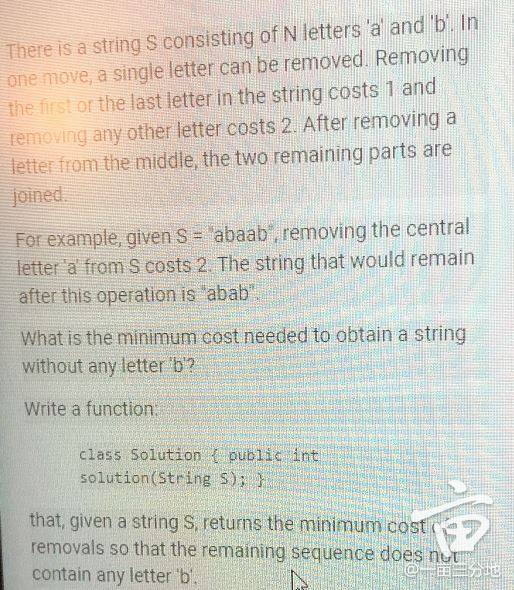 There is a string S consisting of N letters 'a' and 'b'. In
one move, a single letter can be removed. Removing
the first or the last letter in the string costs 1 and
removing any other letter costs 2. After removing a
letter from the middle, the two remaining parts are
joined.
For example, given S = "abaab", removing the central
letter 'a' from S costs 2. The string that would remain
after this operation is "abab".
What is the minimum cost needed to obtain a string
without any letter 'b'?
Write a function:
class Solution { public int
solution(String S); }
that, given a string S, returns the minimum cost
removals so that the remaining sequence does not
contain any letter 'b'.
@一亩三分地